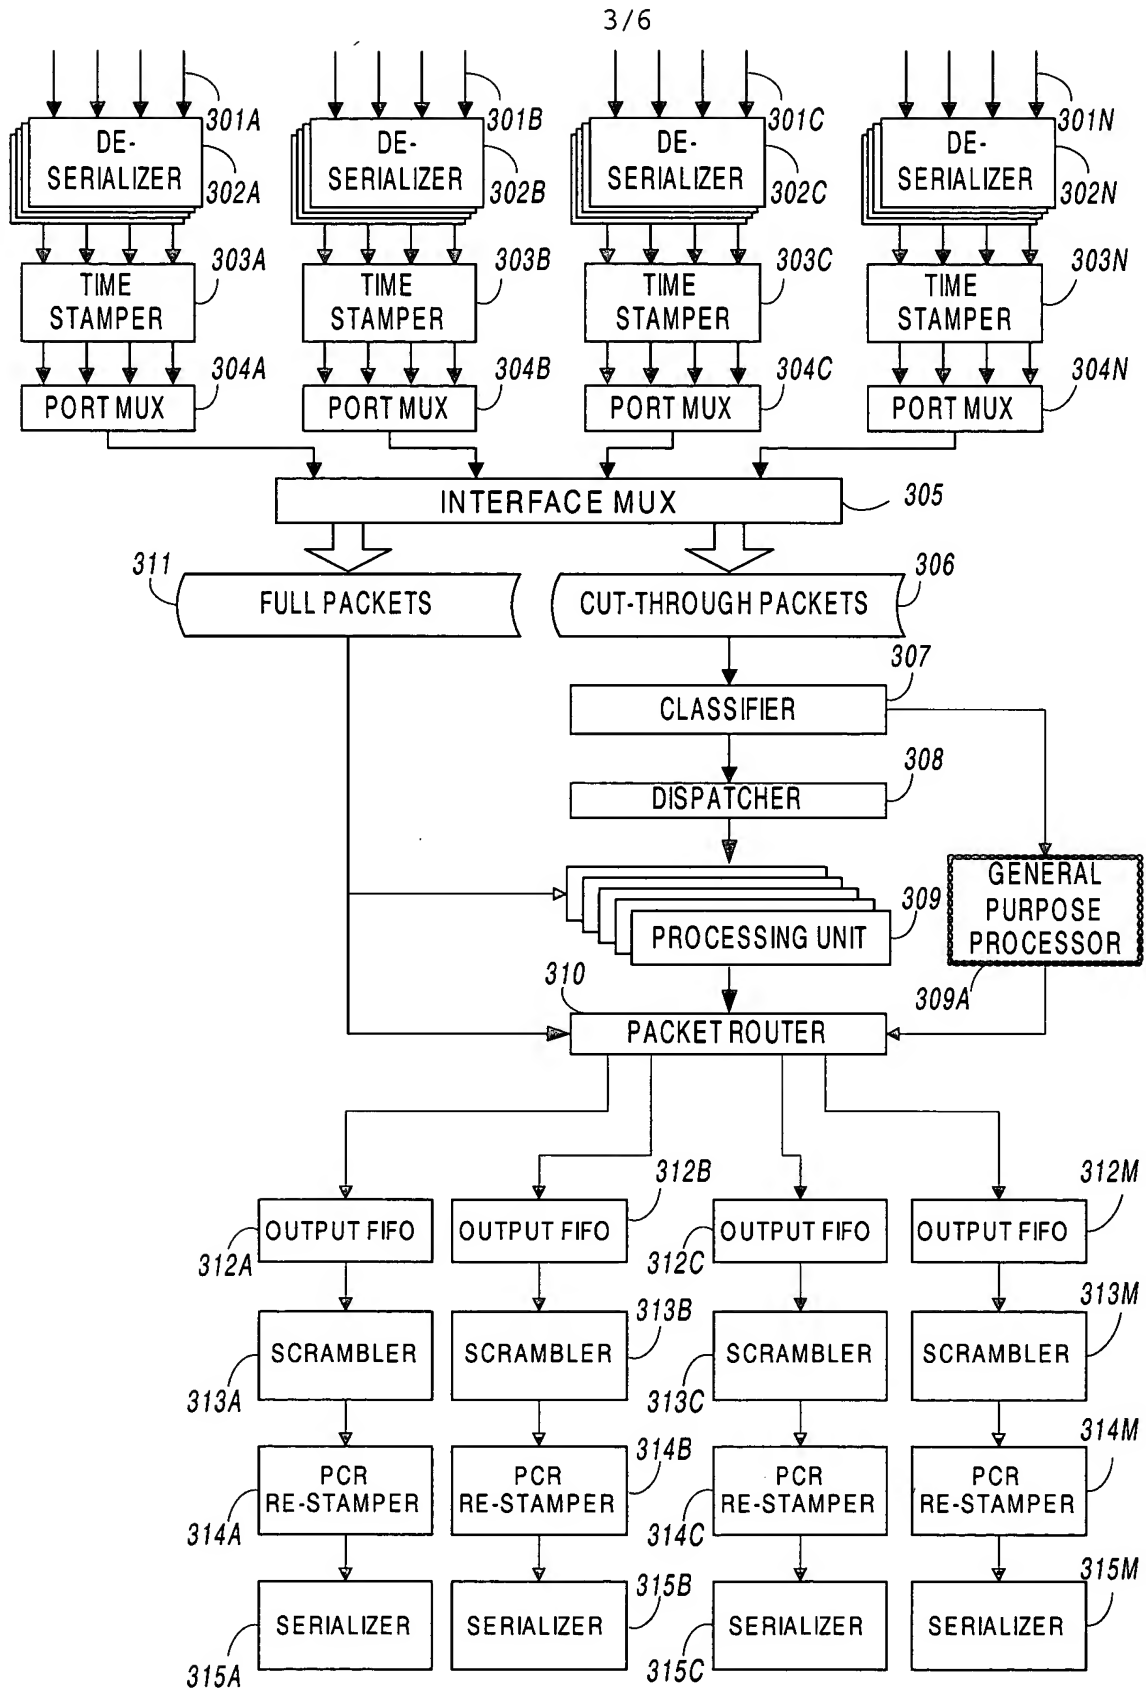 3/6
301A 301B 301C 301N
DE-
SERIALIZER
DE-
SERIALIZER
DE-
SERIALIZER
DE-
SERIALIZER
302A 302B 302C 302N
303A 303B 303C 303N
TIME
STAMPER
TIME
STAMPER
TIME
STAMPER
TIME
STAMPER
304A 304B 304C 304N
PORT MUX PORT MUX PORT MUX PORT MUX
INTERFACE MUX
305
311
FULL PACKETS
306
CUT-THROUGH PACKETS
307
CLASSIFIER
308
DISPATCHER
309
PROCESSING UNIT
GENERAL
PURPOSE
PROCESSOR
309A
310
PACKET ROUTER
312B 312M
OUTPUT FIFO OUTPUT FIFO OUTPUT FIFO OUTPUT FIFO
312A 312C
313B 313M
SCRAMBLER SCRAMBLER SCRAMBLER SCRAMBLER
313A 313C
314B 314M
PCR
RE-STAMPER
PCR
RE-STAMPER
PCR
RE-STAMPER
PCR
RE-STAMPER
314A 314C
315B 315M
SERIALIZER SERIALIZER SERIALIZER SERIALIZER
315A 315C